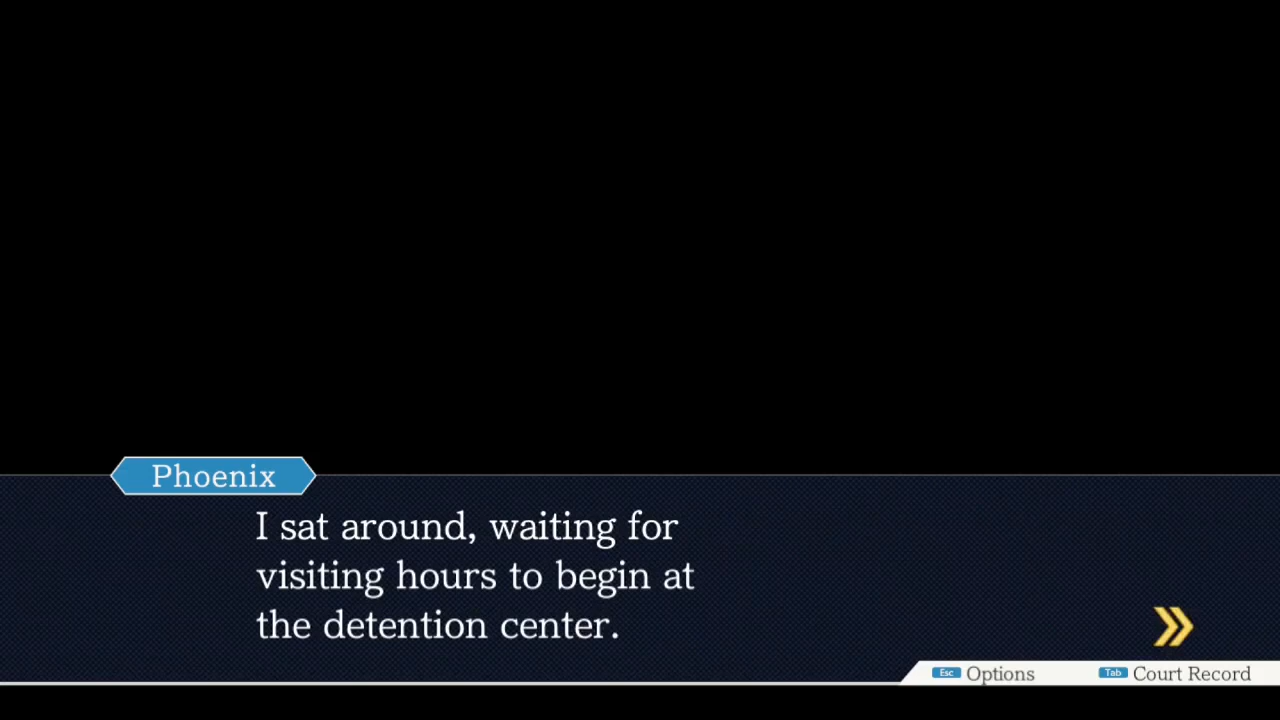 Phoenix
I sat around, waiting for
visiting hours to begin at
the detention center.
Esc Options Tab Court Record